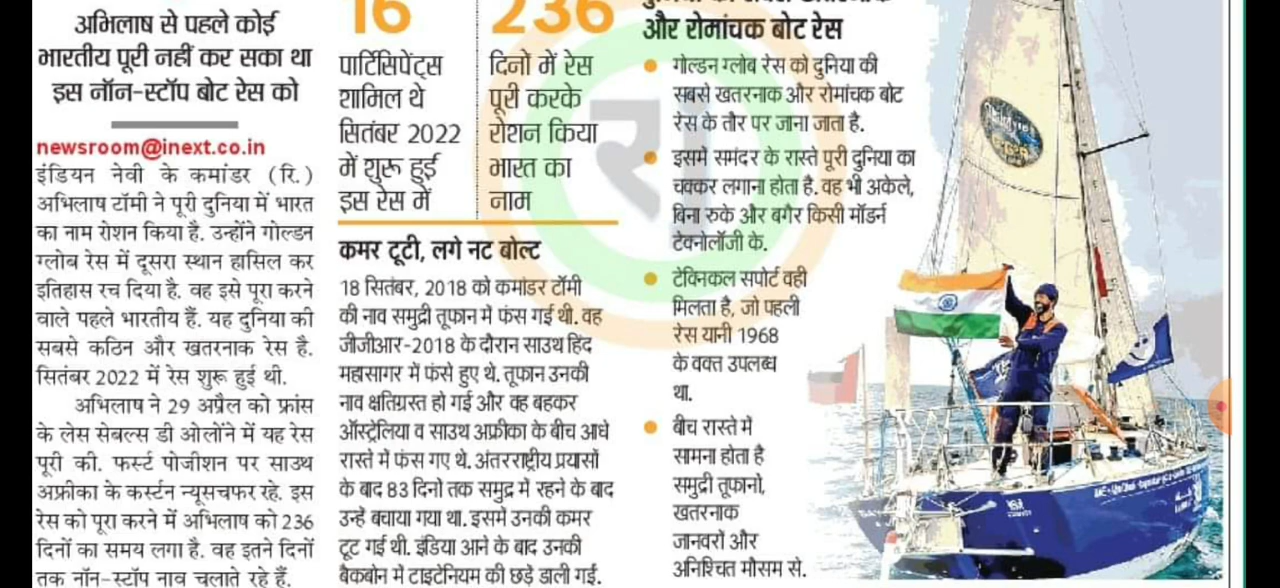 अभिलाष से पहले कोई
भारतीय पूरी नहीं कर सका था
इस नॉन-स्टॉप बोट रेस को
newsroom@inext.co.in
इंडियन नेवी के कमांडर (रि.)
अभिलाष टॉमी ने पूरी दुनिया में भारत
का नाम रोशन किया है. उन्होंने गोल्डन
ग्लोब रेस में दूसरा स्थान हासिल कर
इतिहास रच दिया है. वह इसे पूरा करने
वाले पहले भारतीय हैं. यह दुनिया की
सबसे कठिन और खतरनाक रेस है.
सितंबर 2022 में रेस शुरू हुई थी.
अभिलाष ने 29 अप्रैल को फ्रांस
के लेस सेबल्स डी ओलोंने में यह रेस
पूरी की. फर्स्ट पोजीशन पर साउथ
अफ्रीका के कर्स्टन न्यूसचफर रहे. इस
रेस को पूरा करने में अभिलाष को 236
दिनों का समय लगा है. वह इतने दिनों
तक नॉन-स्टॉप नाव चलाते रहे हैं.
16
पार्टिसिपेंट्स
शामिल थे
सितंबर 2022
में शुरू हुई
इस रेस में
236
दिनों में रेस
पूरी करके
रोशन किया
भारत का
नाम
कमर टूटी, लगे नट बोल्ट
18 सितंबर, 2018 को कमांडर टॉमी
की नाव समुद्री तूफान में फंस गई थी. वह
जीजीआर-2018 के दौरान साउथ हिंद
महासागर में फंसे हुए थे. तूफान उनकी
नाव क्षतिग्रस्त हो गई और वह बहकर
ऑस्ट्रेलिया व साउथ अफ्रीका के बीच आधे
रास्ते में फंस गए थे. अंतरराष्ट्रीय प्रयासों
के बाद 83 दिनों तक समुद्र में रहने के बाद
उन्हें बचाया गया था. इसमें उनकी कमर
टूट गई थी. इंडिया आने के बाद उनकी
बैकबोन में टाइटेनियम की छड़ें डाली गई.
और रोमांचक बोट रेस
गोल्डन ग्लोब रेस को दुनिया की
सबसे खतरनाक और रोमांचक बोट
रेस के तौर पर जाना जाता है.
इसमें समंदर के रास्ते पूरी दुनिया का
चक्कर लगाना होता है. वह भी अकेले,
बिना रुके और बगैर किसी मॉडर्न
टेक्नोलॉजी के.
टेक्निकल सपोर्ट वही
मिलता है, जो पहली
रेस यानी 1968
के वक्त उपलब्ध
था.
बीच रास्ते में
सामना होता है
समुद्री तूफानों,
खतरनाक
जानवरों और
अनिश्चित मौसम से.